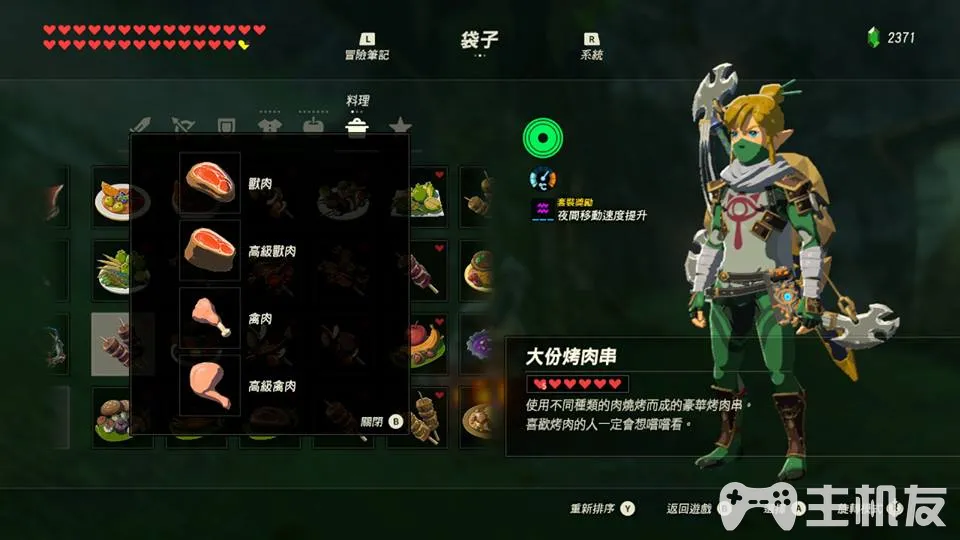 L
冒險筆記
袋子
R
系統
2371
料理
獸肉
高級獸肉
禽肉
高級禽肉
關閉 B
套裝獎勵
夜間移動速度提升
大份烤肉串
使用不同種類的肉燒烤而成的豪華烤肉串。
喜歡烤肉的人一定會想嚐嚐看。
重新排序 Y
返回遊戲
A
主机友